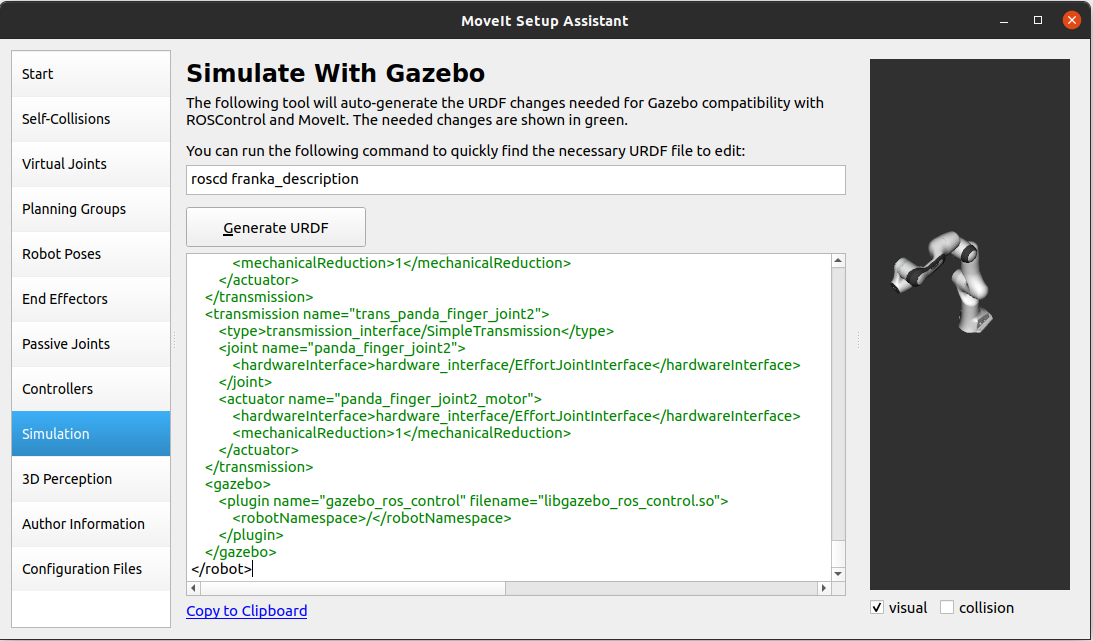 MoveIt Setup Assistant
Start
Self-Collisions
Virtual Joints
Planning Groups
Robot Poses
End Effectors
Passive Joints
Controllers
Simulation
3D Perception
Author Information
Configuration Files
Simulate With Gazebo
The following tool will auto-generate the URDF changes needed for Gazebo compatibility with
ROSControl and MoveIt. The needed changes are shown in green.
You can run the following command to quickly find the necessary URDF file to edit:
roscd franka_description
Generate URDF
<mechanicalReduction>1</mechanicalReduction>
</actuator>
</transmission>
<transmission name="trans_panda_finger_joint2">
<type>transmission_interface/SimpleTransmission</type>
<joint name="panda_finger_joint2">
<hardwareInterface>hardware_interface/EffortJointInterface</hardwareInterface>
</joint>
<actuator name="panda_finger_joint2_motor">
<hardwareInterface>hardware_interface/EffortJointInterface</hardwareInterface>
<mechanicalReduction>1</mechanicalReduction>
</actuator>
</transmission>
<gazebo>
<plugin name="gazebo_ros_control" filename="libgazebo_ros_control.so">
<robotNamespace>/</robotNamespace>
</plugin>
</gazebo>
</robot>
Copy to Clipboard
visual
collision